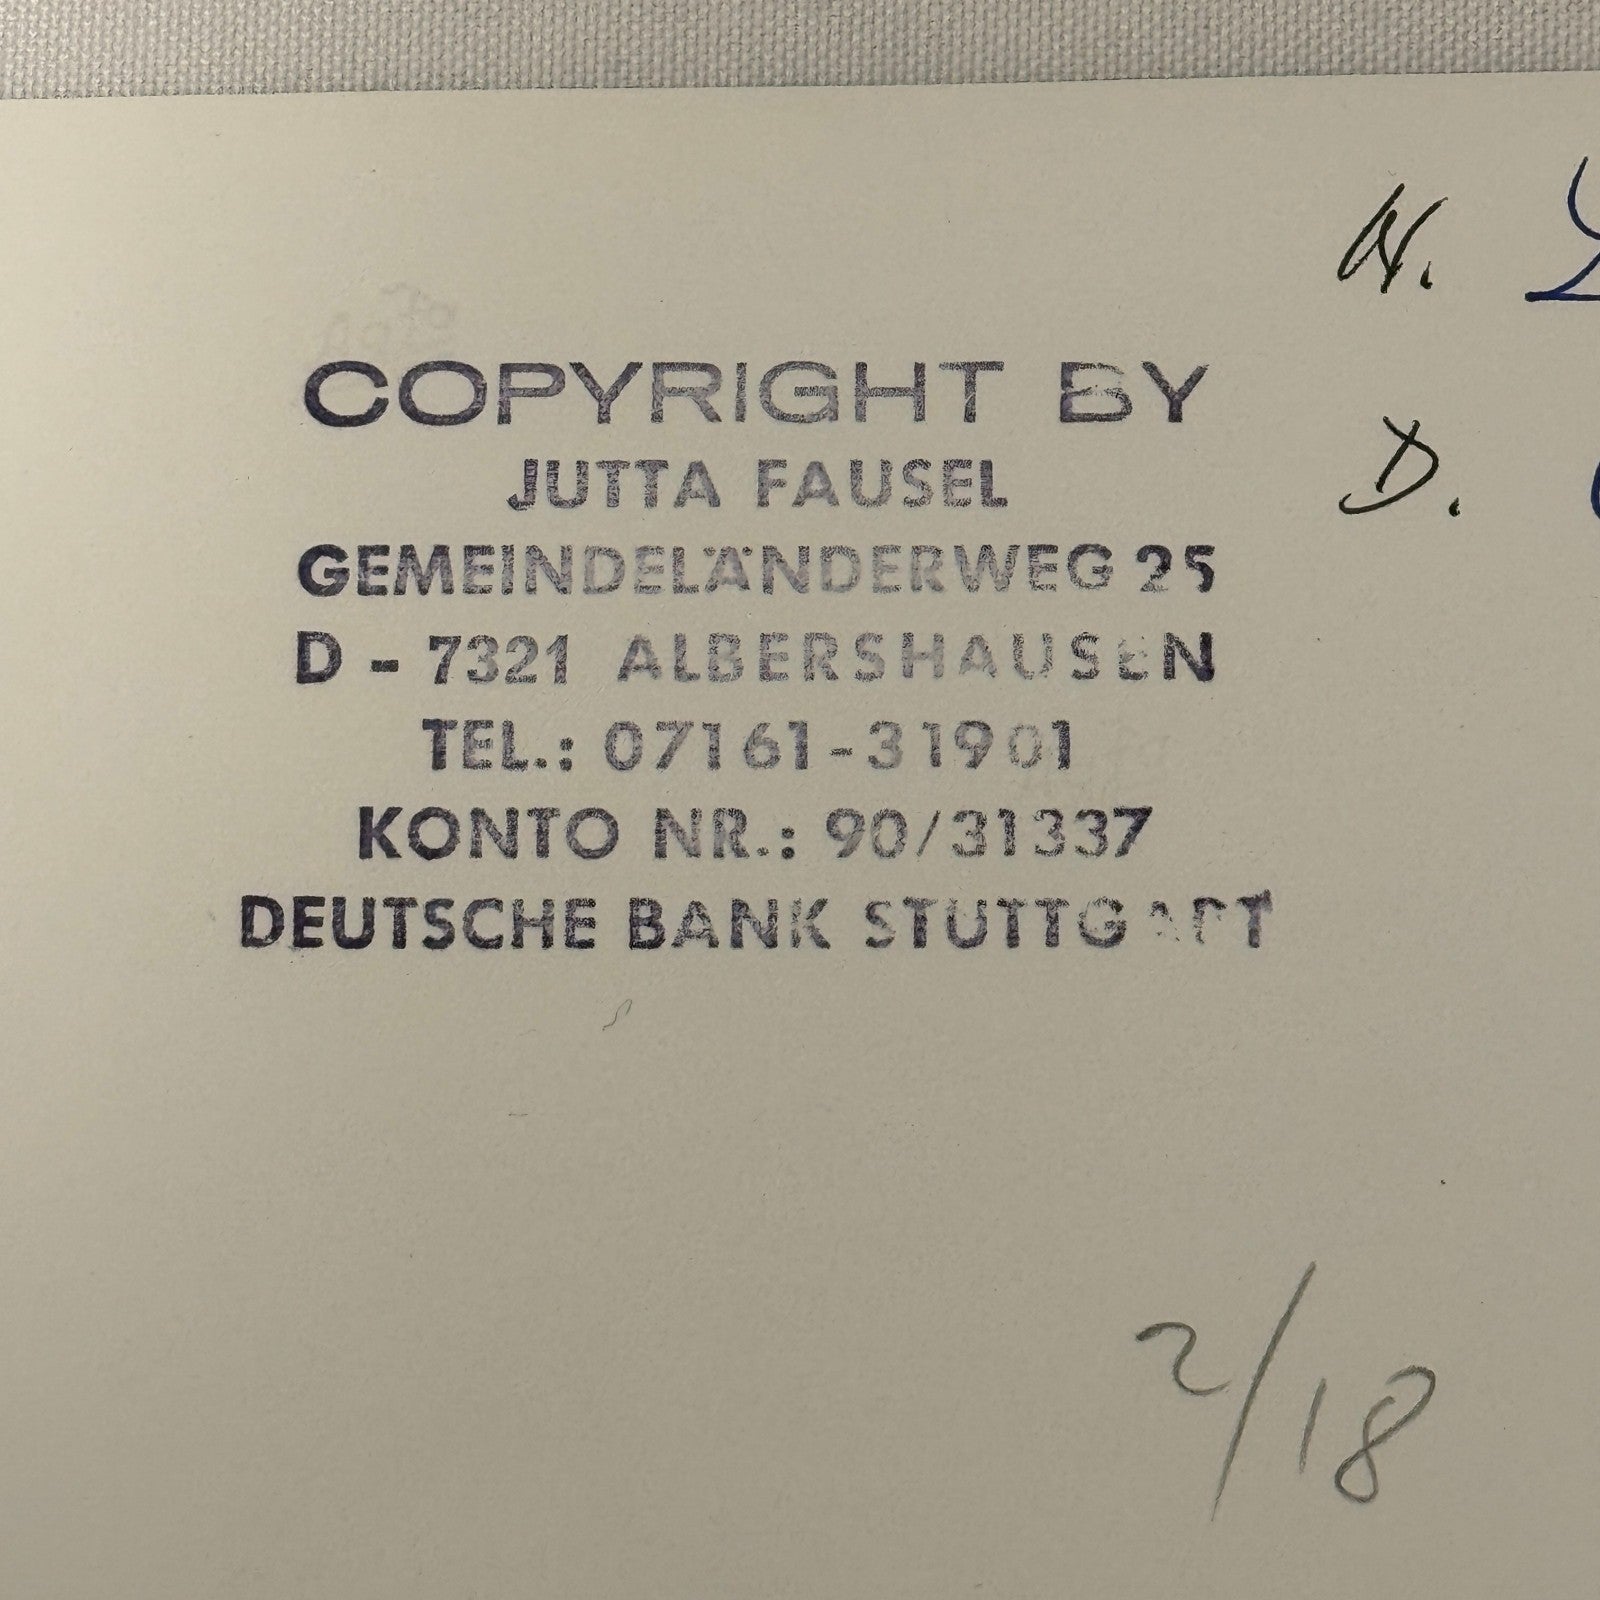 COPYRIGHT BY
JUTTA FAUSEL
GEMEINDELÄNDERWEG 25
D - 7321 ALBERSHAUSEN
TEL.: 07161-31901
KONTO NR.: 90/31337
DEUTSCHE BANK STUTTGART
D.
2/18